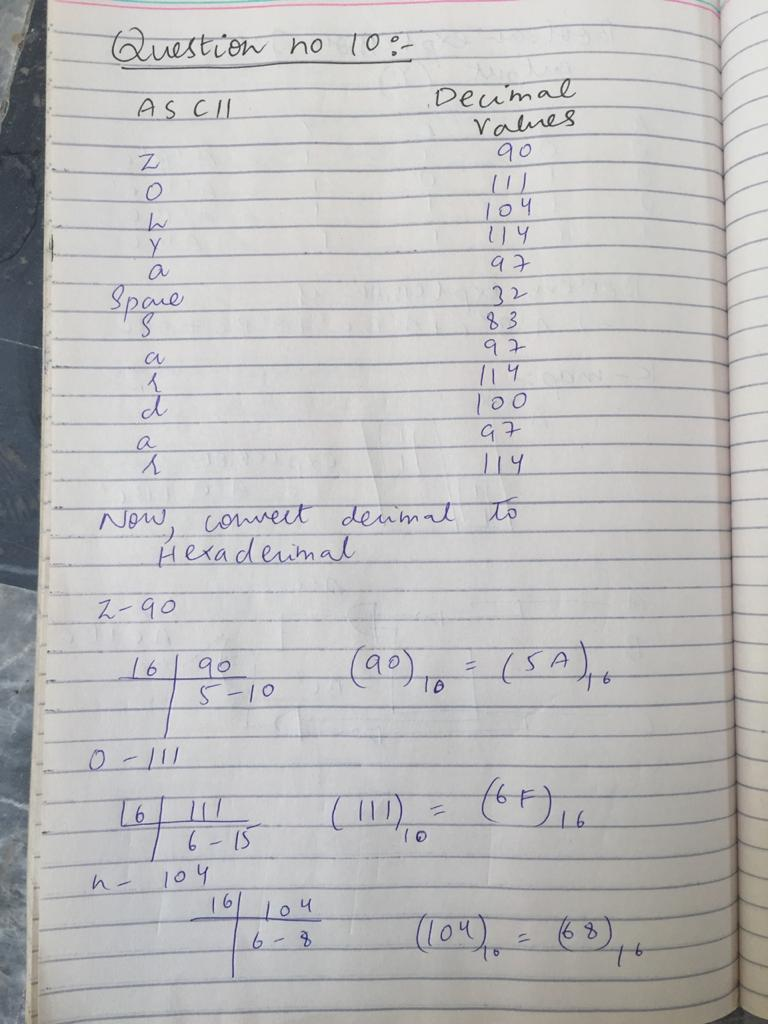 Question no 10:-
ASCII Decimal Values
Z 90
O 111
h 104
Y 114
a 97
Space 32
S 83
a 97
r 114
d 100
a 97
r 114
Now, convert decimal to
Hexadecimal
Z-90
16 | 90 (90)₁₀ = (5A)₁₆
5-10
O-111
16 | 111 (111)₁₀ = (6F)₁₆
6-15
h- 104
16 | 104
6-8 (104)₁₀ = (68)₁₆